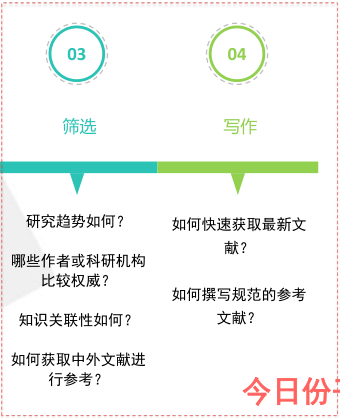 03
筛选
研究趋势如何？
哪些作者或科研机构
比较权威？
知识关联性如何？
如何获取中外文献进
行参考？
04
写作
如何快速获取最新文
献？
如何撰写规范的参考
文献？
今日份